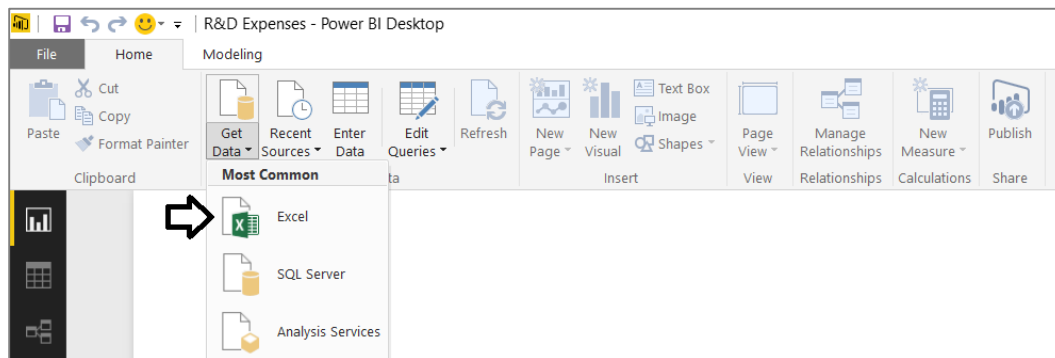 R&D Expenses - Power BI Desktop
File Home Modeling
Cut
Copy
Format Painter
Paste
Get Data
Recent Sources
Enter Data
Edit Queries
Refresh
New Page
New Visual
Text Box
Image
Shapes
Page View
Manage Relationships
New Measure
Publish
Clipboard
ta
Insert
View
Relationships
Calculations
Share
Most Common
Excel
SQL Server
Analysis Services